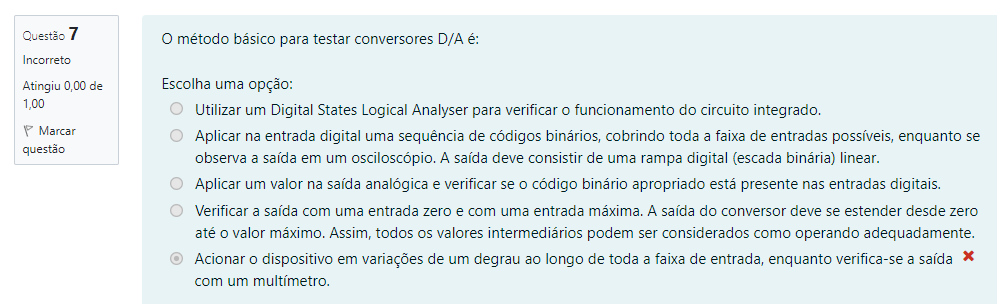 Questão 7
Incorreto
Atingiu 0,00 de
1,00
Marcar
questão
O método básico para testar conversores D/A é:
Escolha uma opção:
Utilizar um Digital States Logical Analyser para verificar o funcionamento do circuito integrado.
Aplicar na entrada digital uma sequência de códigos binários, cobrindo toda a faixa de entradas possíveis, enquanto se
observa a saída em um osciloscópio. A saída deve consistir de uma rampa digital (escada binária) linear.
Aplicar um valor na saída analógica e verificar se o código binário apropriado está presente nas entradas digitais.
Verificar a saída com uma entrada zero e com uma entrada máxima. A saída do conversor deve se estender desde zero
até o valor máximo. Assim, todos os valores intermediários podem ser considerados como operando adequadamente.
Acionar o dispositivo em variações de um degrau ao longo de toda a faixa de entrada, enquanto verifica-se a saída
com um multímetro.